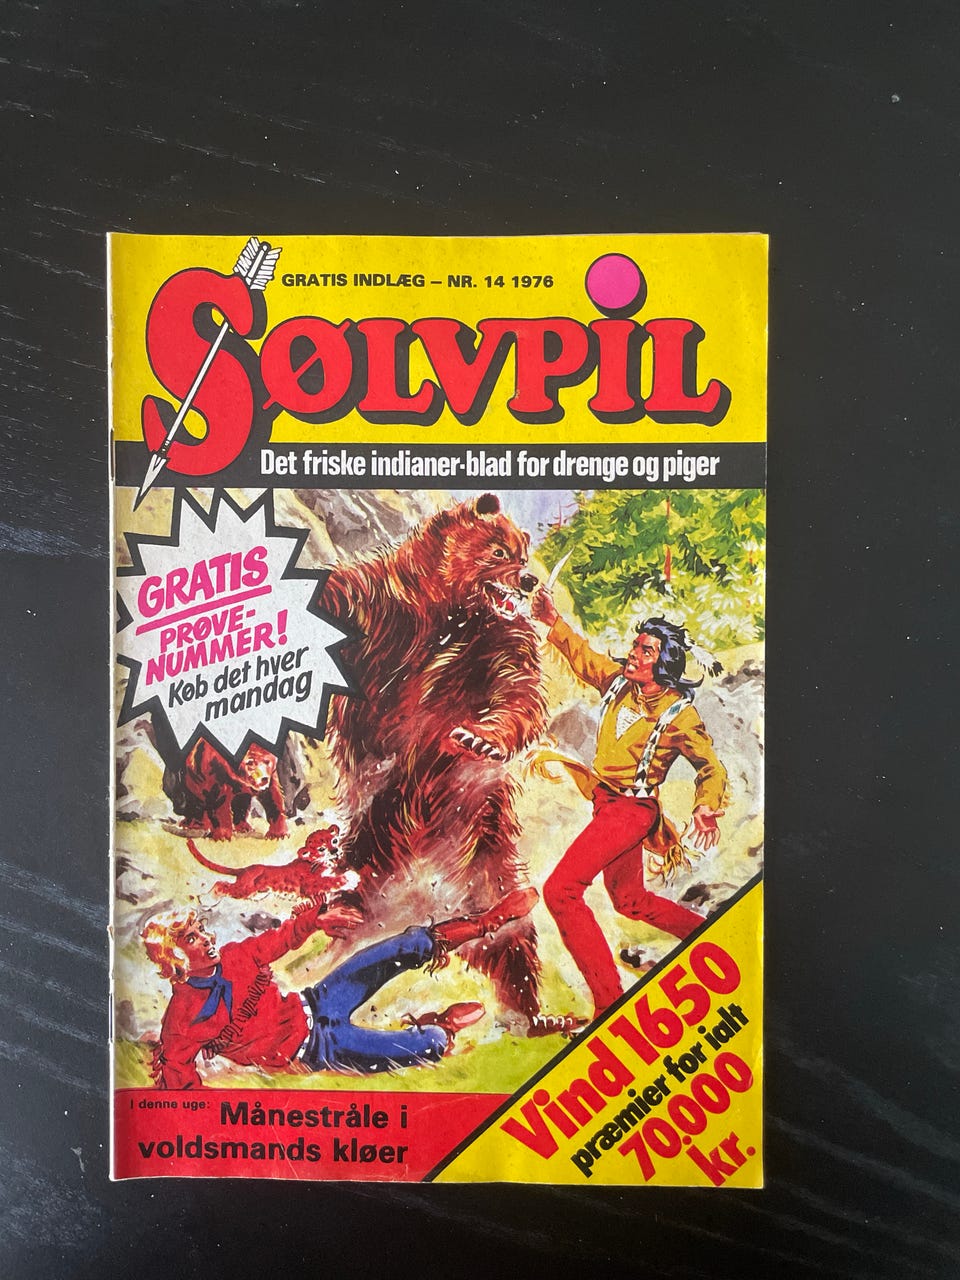 GRATIS INDLÆG – NR. 14 1976
SØLVPiL
Det friske indianer-blad for drenge og piger
GRATIS
PRØVE-
NUMMER!
Køb det hver
mandag
I denne uge: Månestråle i
voldsmands kløer
Vind 1650
præmier for ialt
70.000
kr.